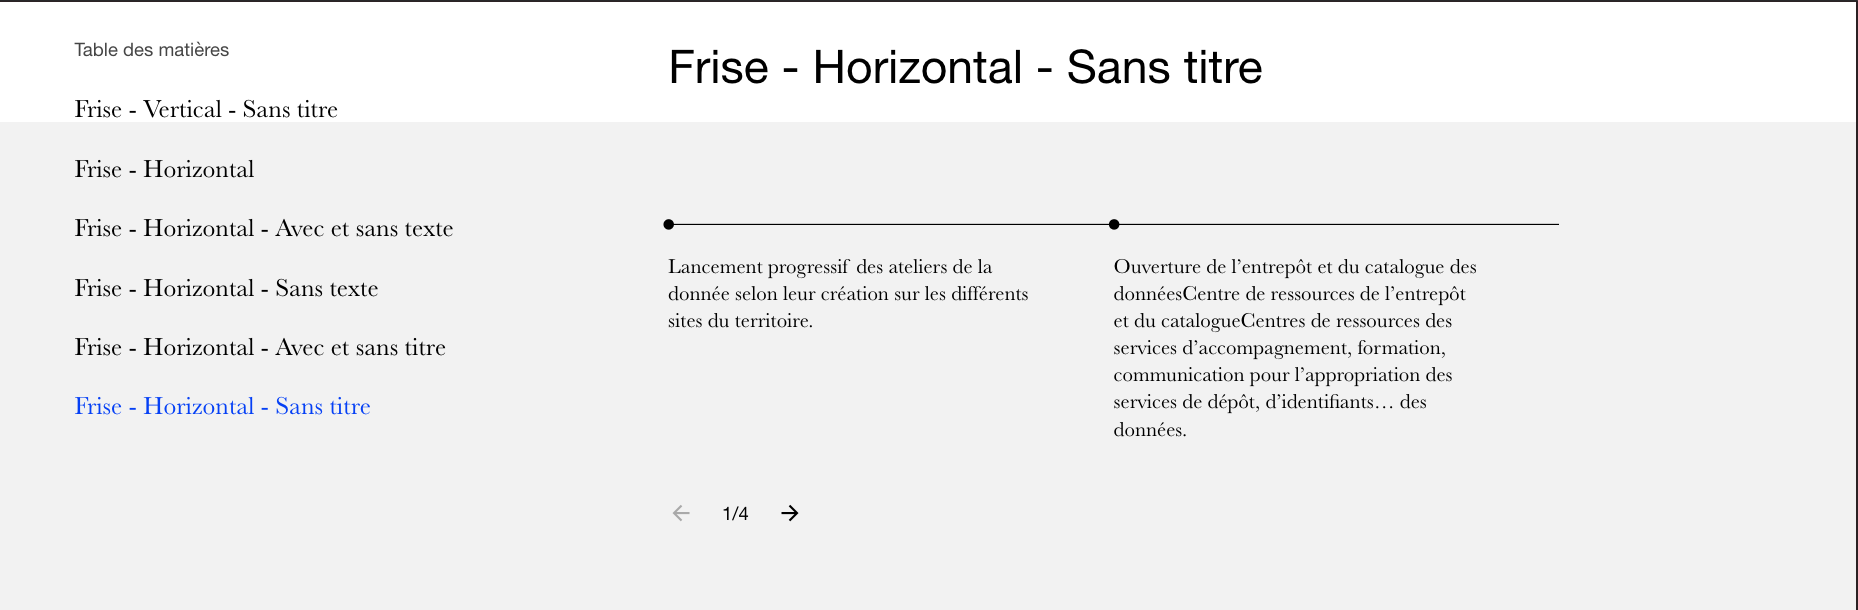 Table des matières
Frise - Vertical - Sans titre
Frise - Horizontal
Frise - Horizontal - Avec et sans texte
Frise - Horizontal - Sans texte
Frise - Horizontal - Avec et sans titre
Frise - Horizontal - Sans titre
Frise - Horizontal - Sans titre
Lancement progressif des ateliers de la
donnée selon leur création sur les différents
sites du territoire.
Ouverture de l’entrepôt et du catalogue des
donnéesCentre de ressources de l’entrepôt
et du catalogueCentres de ressources des
services d’accompagnement, formation,
communication pour l’appropriation des
services de dépôt, d’identifiants… des
données.
1/4